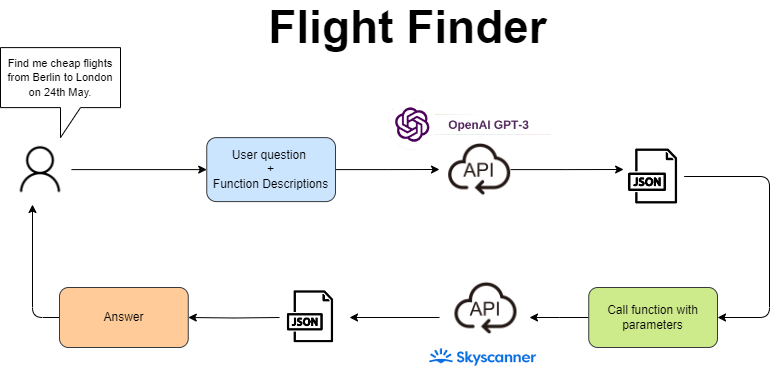 Flight Finder
Find me cheap flights
from Berlin to London
on 24th May.
OpenAI GPT-3
User question
+
Function Descriptions
API
JSON
Answer
JSON
API
Skyscanner
Call function with
parameters